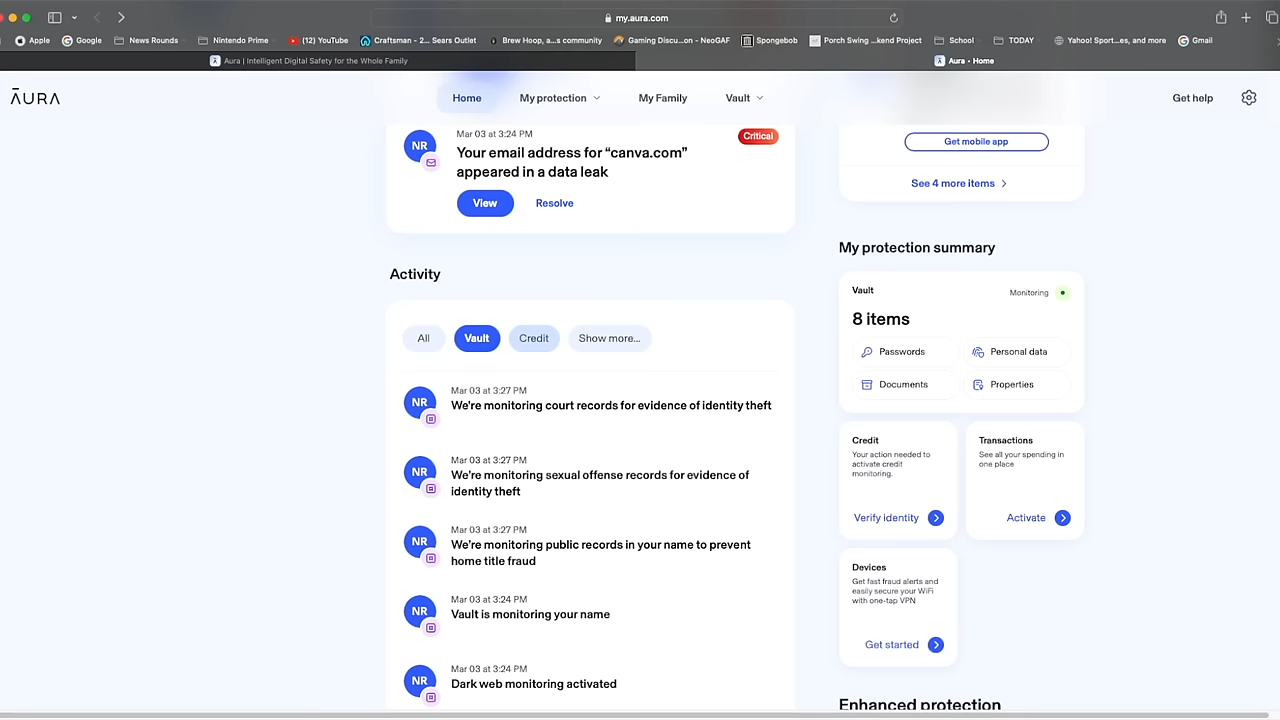 my.aura.com
Apple
Google
News Rounds
Nintendo Prime
(12) YouTube
Craftsman - 2... Sears Outlet
Brew Hoop, a...s community
Gaming Discu...on - NeoGAF
Spongebob
Porch Swing ...kend Project
School
TODAY
Yahoo! Sport...es, and more
Gmail
Aura | Intelligent Digital Safety for the Whole Family
Aura • Home
ĀURA
Home
My protection
My Family
Vault
Get help
NR
Mar 03 at 3:24 PM
Critical
Your email address for “canva.com”
appeared in a data leak
View
Resolve
Activity
All
Vault
Credit
Show more...
NR
Mar 03 at 3:27 PM
We're monitoring court records for evidence of identity theft
NR
Mar 03 at 3:27 PM
We're monitoring sexual offense records for evidence of
identity theft
NR
Mar 03 at 3:27 PM
We're monitoring public records in your name to prevent
home title fraud
NR
Mar 03 at 3:24 PM
Vault is monitoring your name
NR
Mar 03 at 3:24 PM
Dark web monitoring activated
Get mobile app
See 4 more items
My protection summary
Vault
Monitoring
8 items
Passwords
Personal data
Documents
Properties
Credit
Your action needed to
activate credit
monitoring.
Verify identity
Transactions
See all your spending in
one place
Activate
Devices
Get fast fraud alerts and
easily secure your WiFi
with one-tap VPN
Get started
Enhanced protection